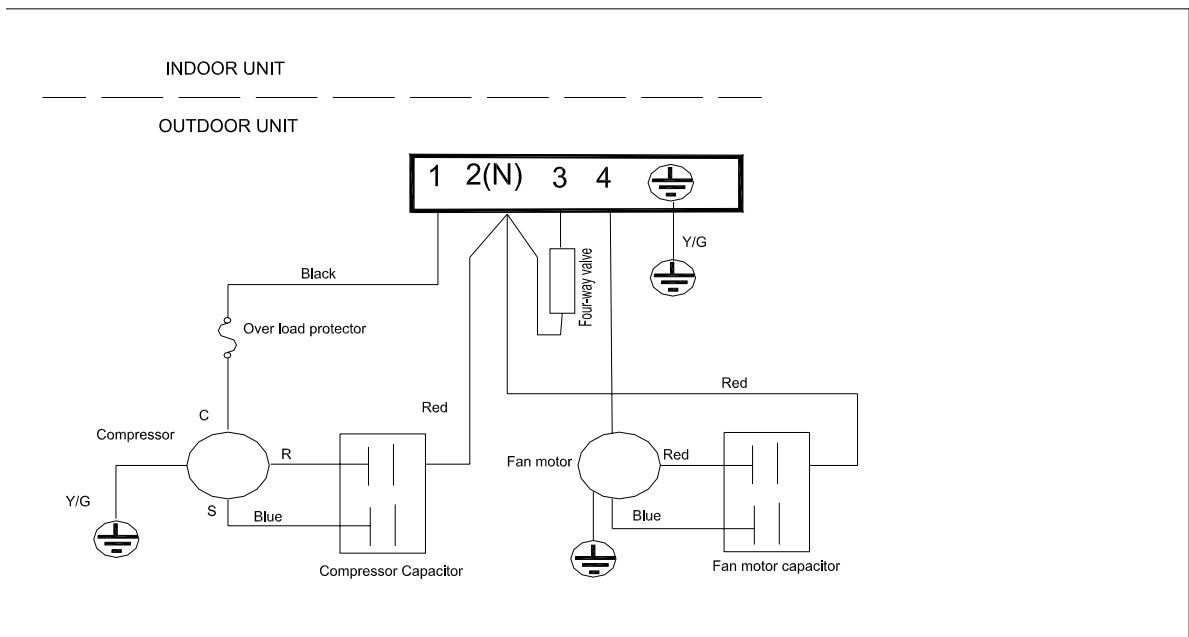 INDOOR UNIT
OUTDOOR UNIT
1 2(N) 3 4
Y/G
Black
Four-way valve
Over load protector
Red
Red
C
Compressor
R
Fan motor
Red
Y/G
S
Blue
Blue
Compressor Capacitor
Fan motor capacitor